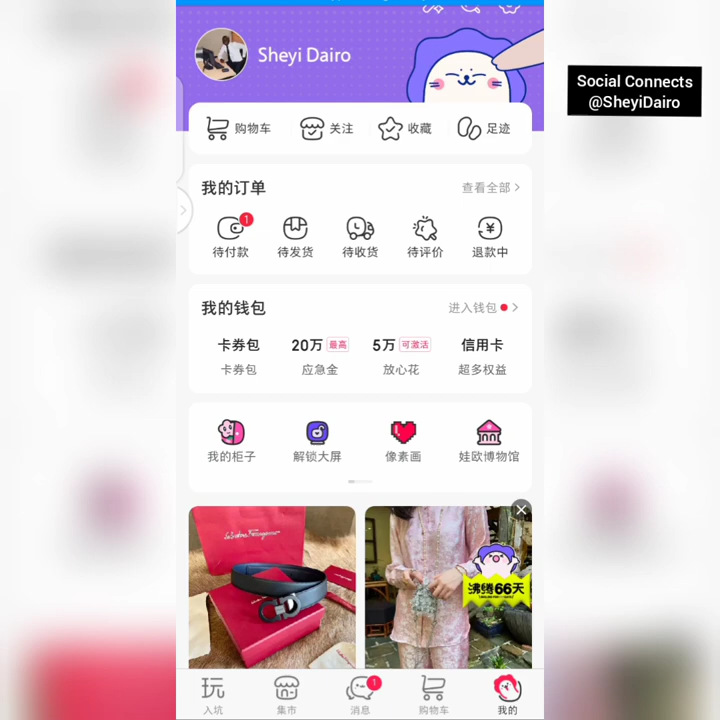 Sheyi Dairo
Social Connects
@SheyiDairo
购物车
关注
收藏
足迹
我的订单
查看全部
1
待付款
待发货
待收货
待评价
退款中
我的钱包
进入钱包
卡券包
20万 最高
5万 可激活
信用卡
卡券包
应急金
放心花
超多权益
我的柜子
解锁大屏
像素画
娃欧博物馆
Salvatore Ferragamo
沸腾66天
玩
1
入坑
集市
消息
购物车
我的